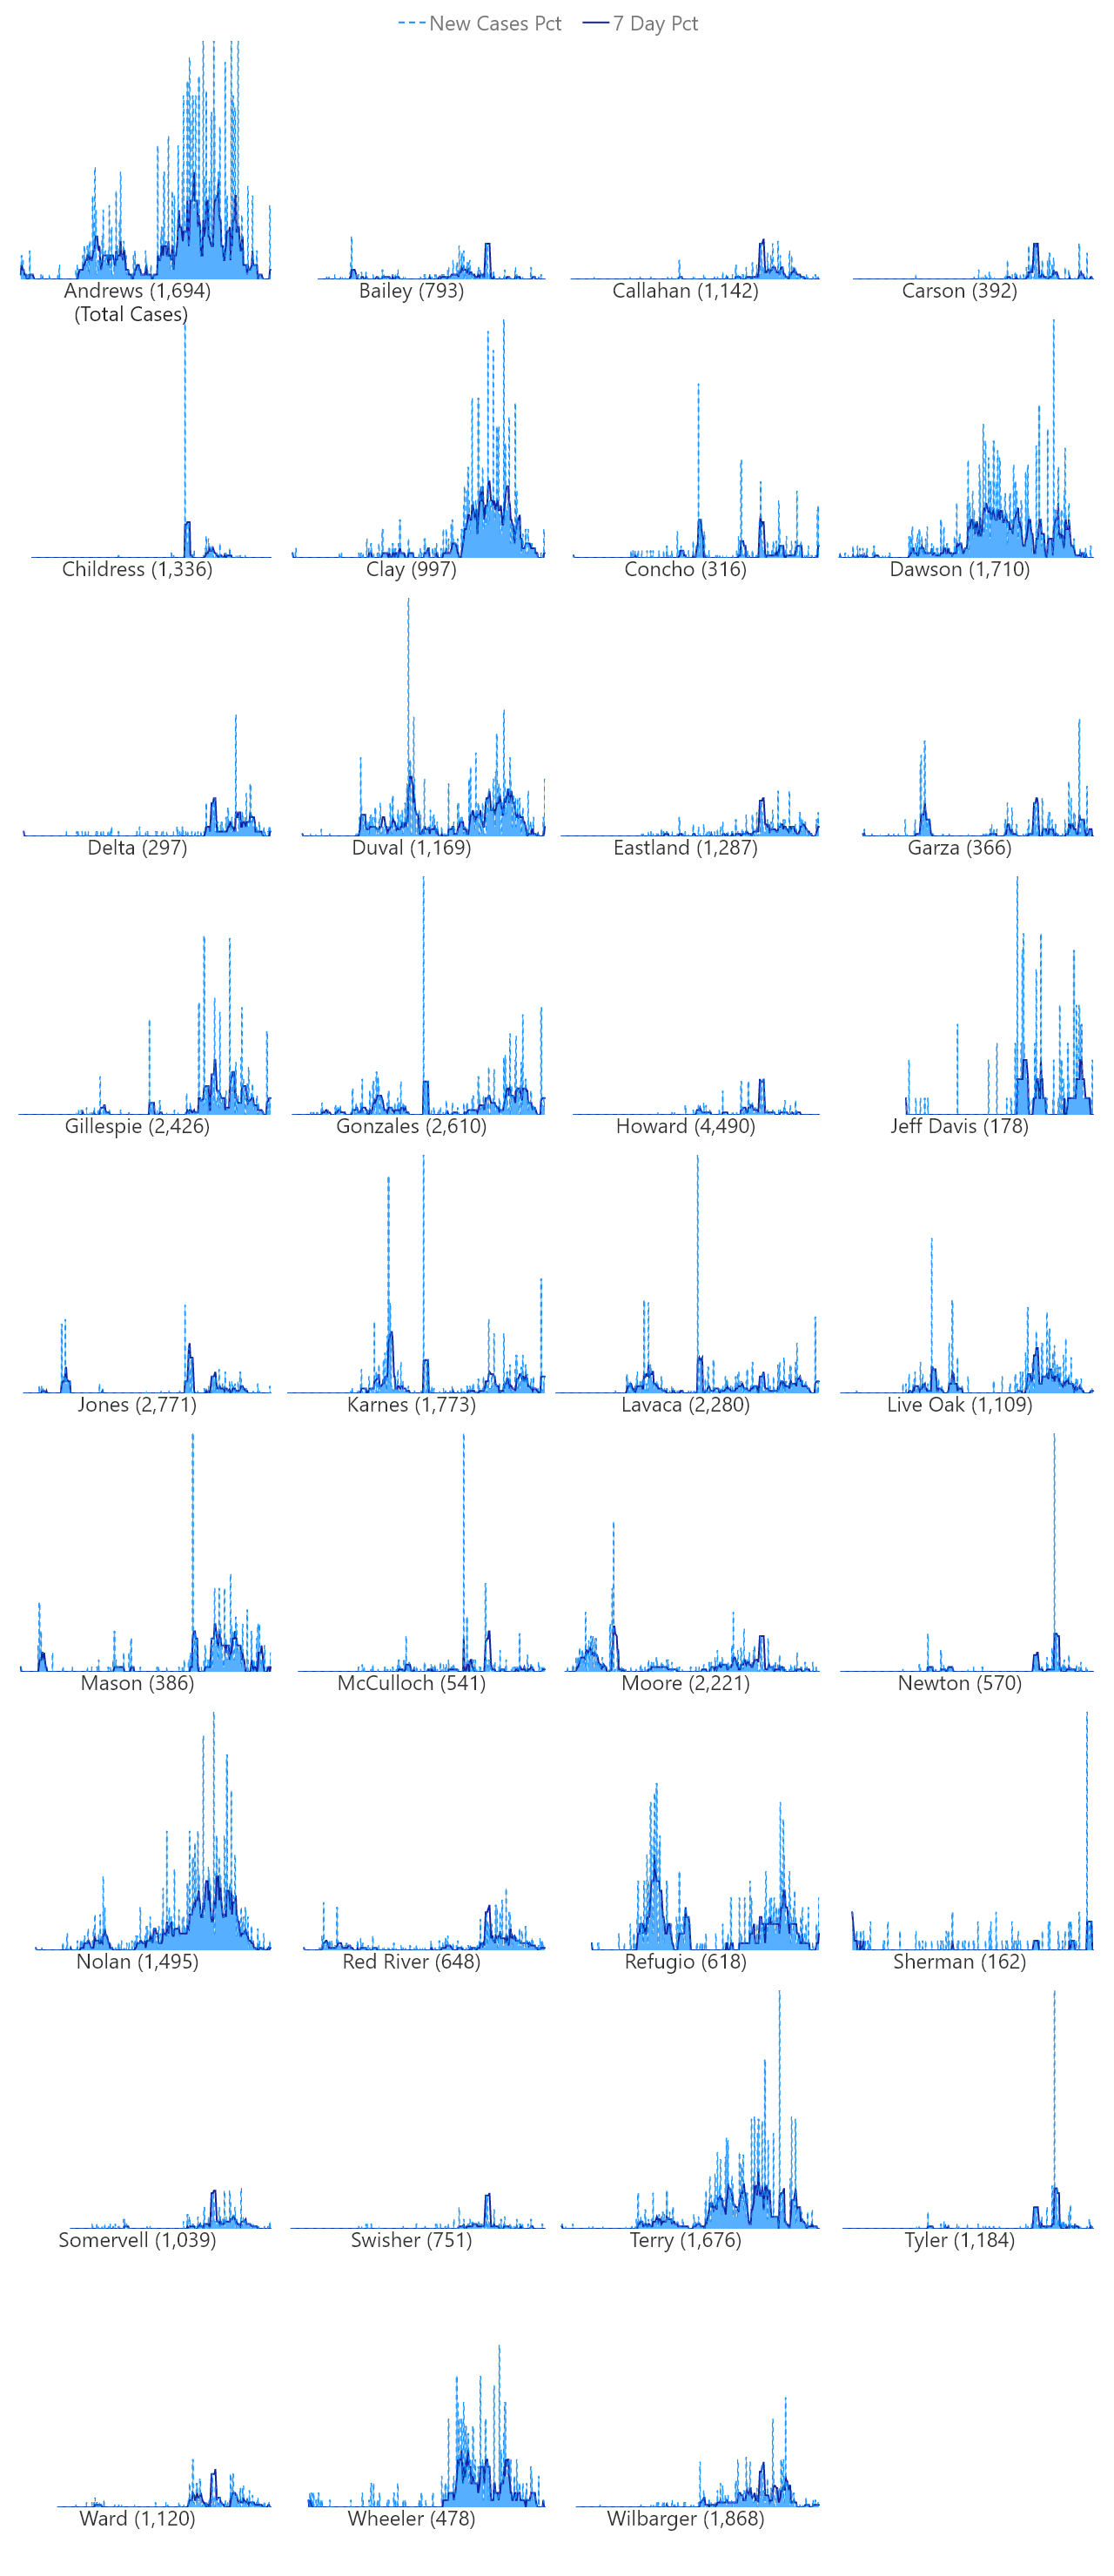 New Cases Pct 7 Day Pct
Andrews (1,694) Bailey (793) Callahan (1,142) Carson (392)
(Total Cases)
Childress (1,336) Clay (997) Concho (316) Dawson (1,710)
Delta (297) Duval (1,169) Eastland (1,287) Garza (366)
Gillespie (2,426) Gonzales (2,610) Howard (4,490) Jeff Davis (178)
Jones (2,771) Karnes (1,773) Lavaca (2,280) Live Oak (1,109)
Mason (386) McCulloch (541) Moore (2,221) Newton (570)
Nolan (1,495) Red River (648) Refugio (618) Sherman (162)
Somervell (1,039) Swisher (751) Terry (1,676) Tyler (1,184)
Ward (1,120) Wheeler (478) Wilbarger (1,868)